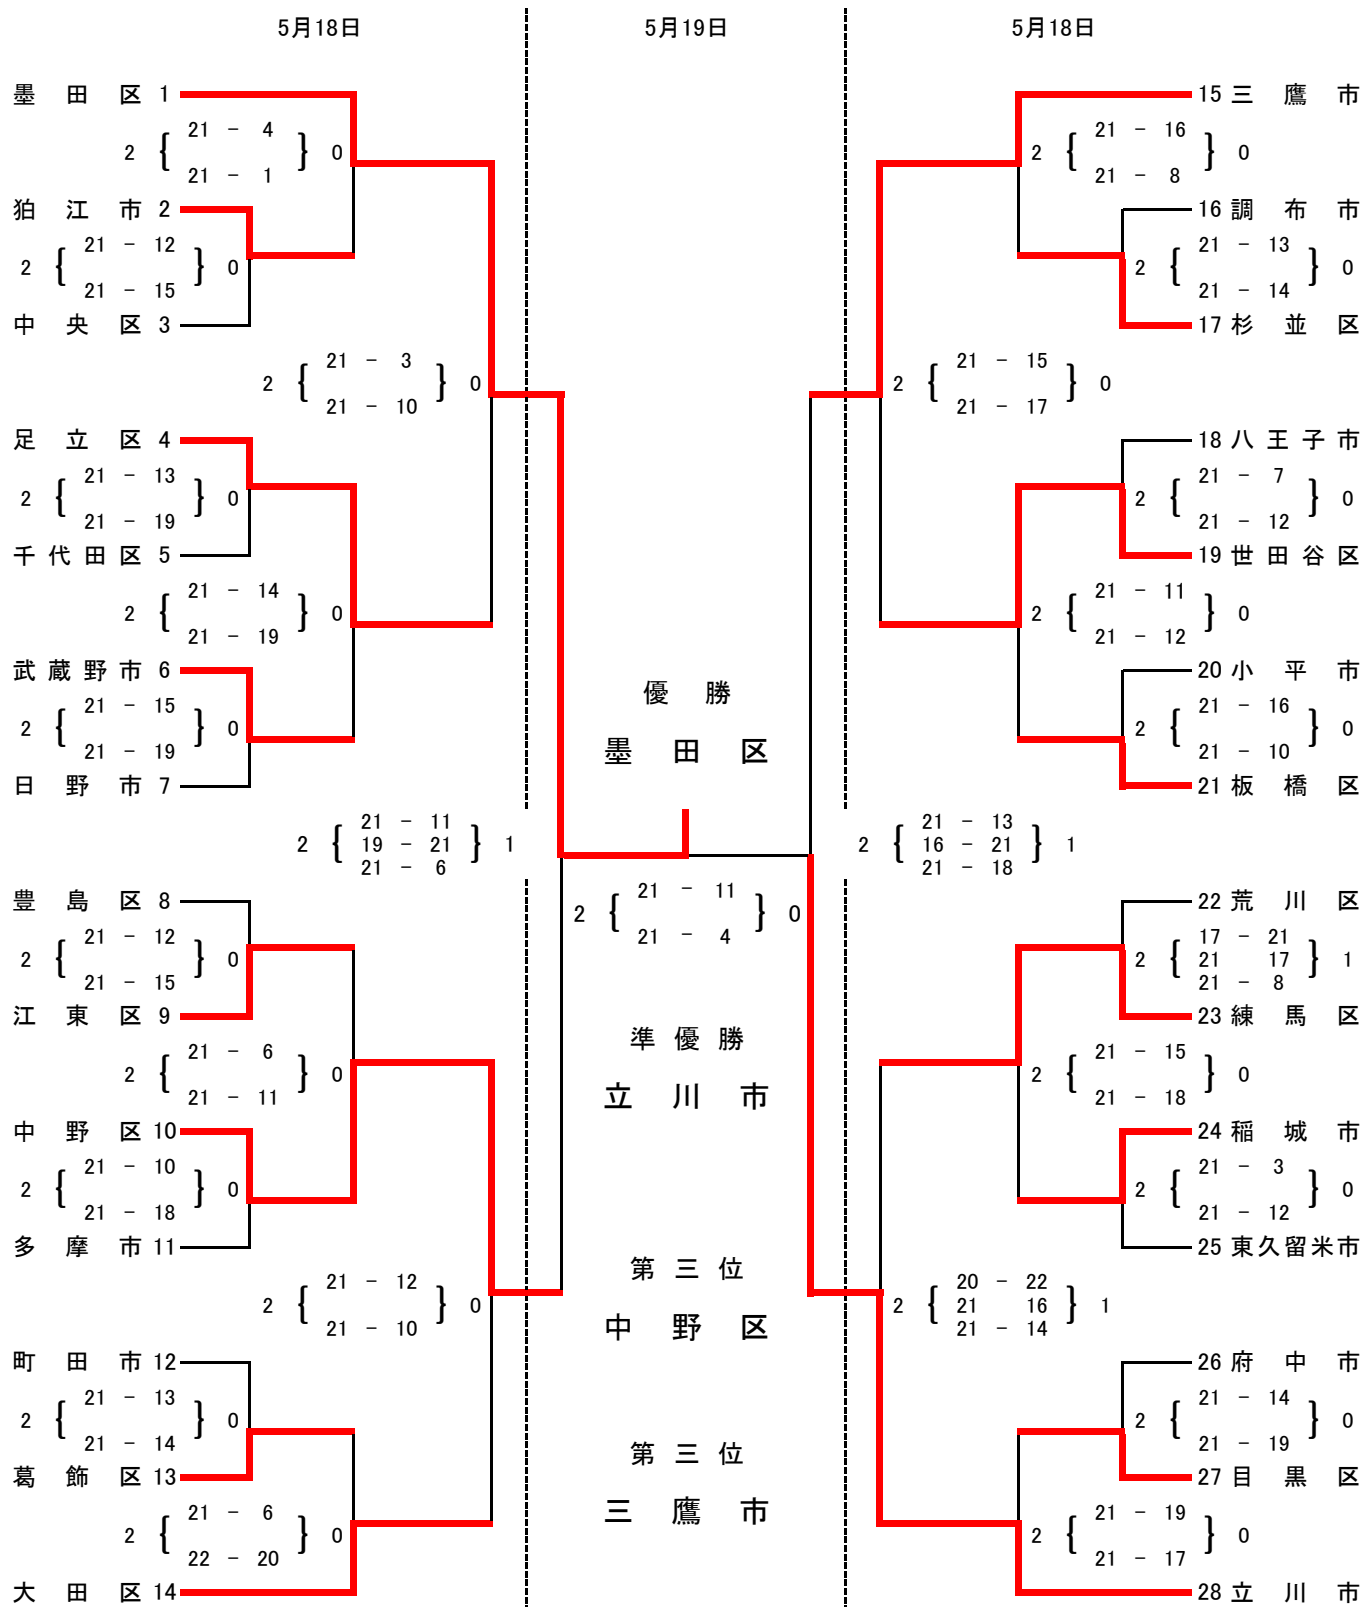 5月18日 5月19日 5月18日
墨田区 1 15 三鷹市
21 － 4 21 － 16
2 { } 0 2 { } 0
21 － 1 21 － 8
狛江市 2 16 調布市
21 － 12 21 － 13
2 { } 0 2 { } 0
21 － 15 21 － 14
中央区 3 17 杉並区
21 － 3 21 － 15
2 { } 0 2 { } 0
21 － 10 21 － 17
足立区 4 18 八王子市
21 － 13 21 － 7
2 { } 0 2 { } 0
21 － 19 21 － 12
千代田区 5 19 世田谷区
21 － 14 21 － 11
2 { } 0 2 { } 0
21 － 19 21 － 12
武蔵野市 6 20 小平市
優勝
21 － 15 21 － 16
2 { } 0 2 { } 0
21 － 19 墨田区 21 － 10
日野市 7 21 板橋区
21 － 11 21 － 13
2 { 19 － 21 } 1 2 { 16 － 21 } 1
21 － 6 21 － 18
豊島区 8 21 － 11 22 荒川区
2 { } 0
21 － 12 21 － 4 17 － 21
2 { } 0 2 { 21 17 } 1
21 － 15 21 － 8
江東区 9 23 練馬区
準優勝
21 － 6 21 － 15
2 { } 0 2 { } 0
21 － 11 立川市 21 － 18
中野区 10 24 稲城市
21 － 10 21 － 3
2 { } 0 2 { } 0
21 － 18 21 － 12
多摩市 11 25 東久留米市
第三位
21 － 12 20 － 22
2 { } 0 2 { 21 16 } 1
21 － 10 中野区 21 － 14
町田市 12 26 府中市
21 － 13 21 － 14
2 { } 0 2 { } 0
21 － 14 第三位 21 － 19
葛飾区 13 27 目黒区
21 － 6 三鷹市 21 － 19
2 { } 0 2 { } 0
22 － 20 21 － 17
大田区 14 28 立川市